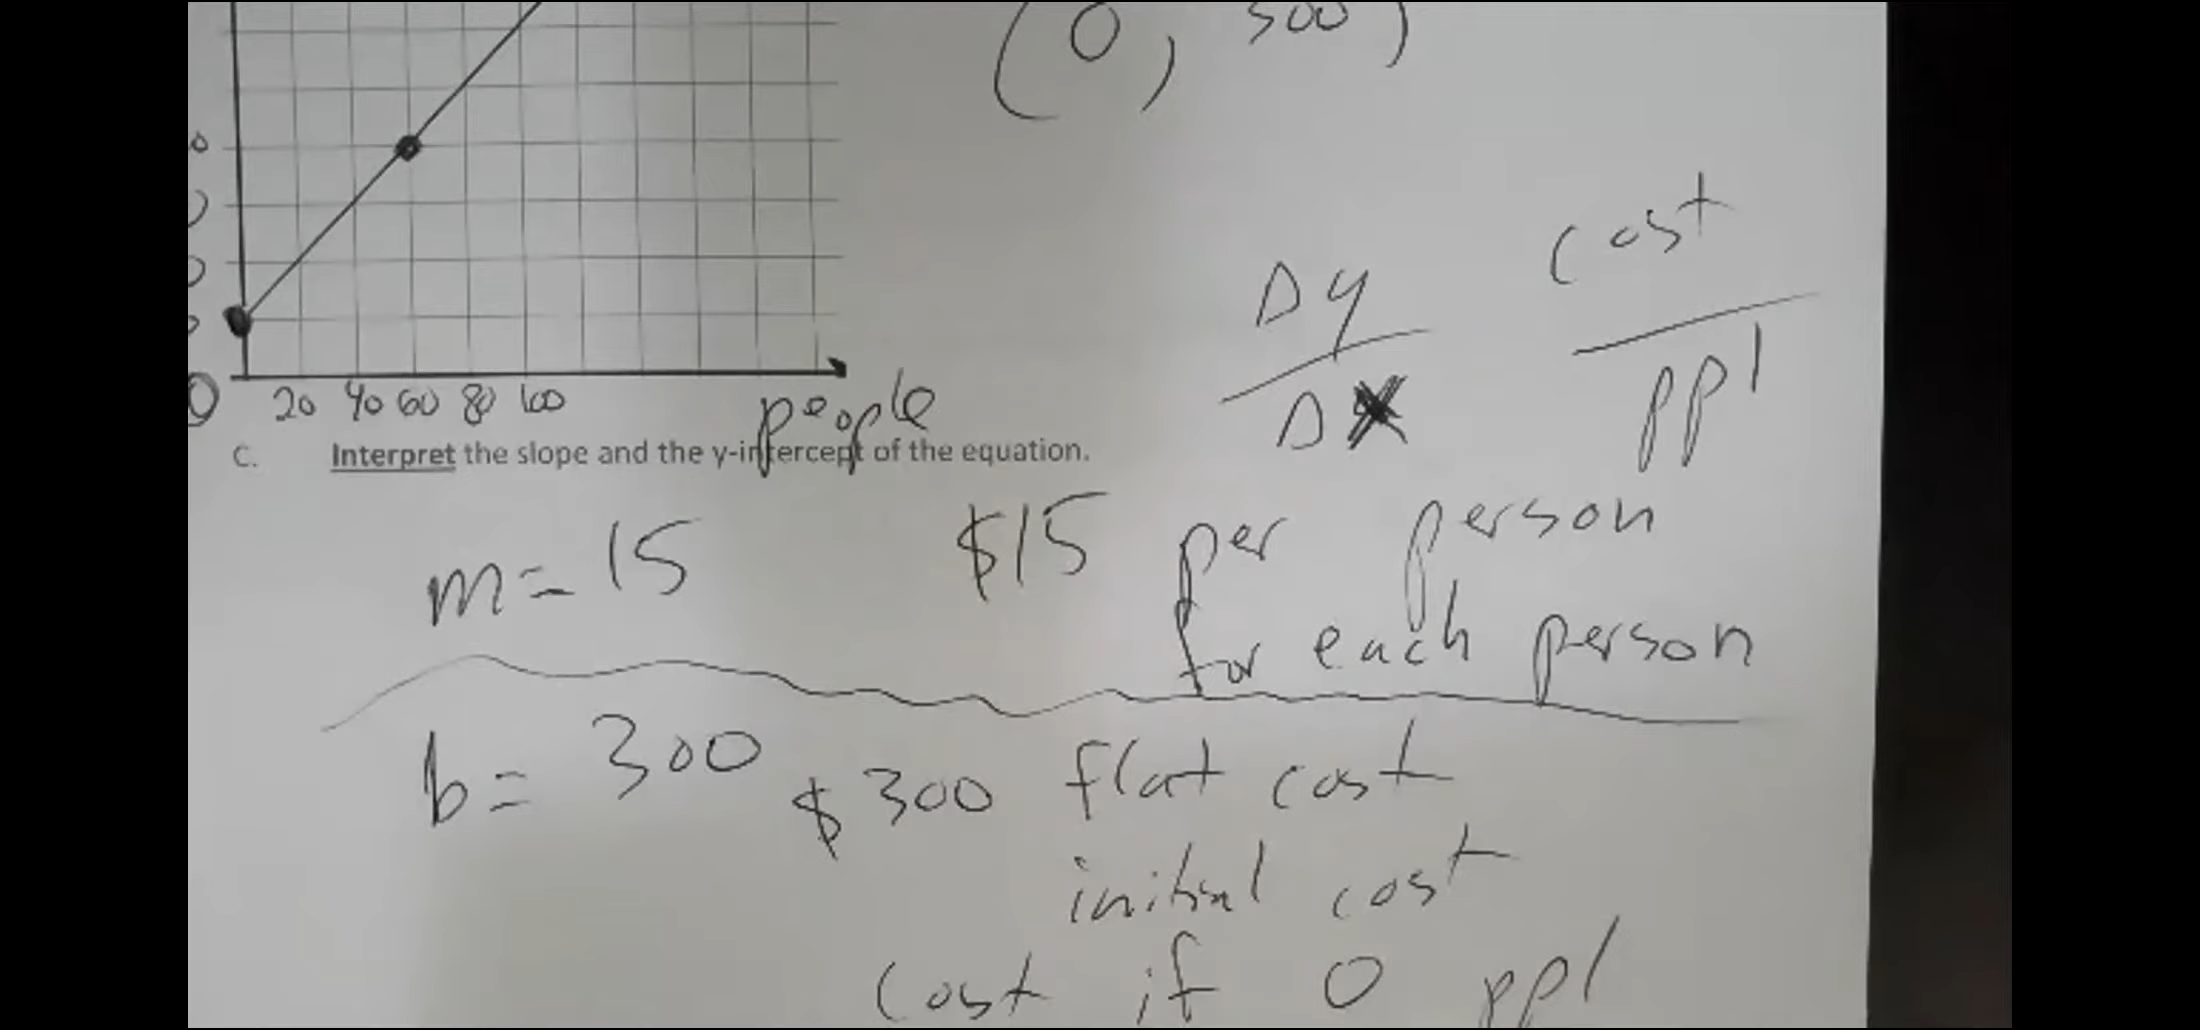 (0, 300)
cost
Δy
ppl
Δx
0 20 40 60 80 100
people
C. Interpret the slope and the y-intercept of the equation.
m = 15 $15 per person
for each person
b = 300 $300 flat cost
initial cost
cost if 0 ppl